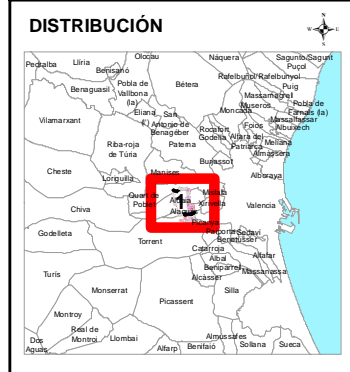 DISTRIBUCIÓN
N
W
E
S
Olocau
Náquera
Sagunto/Sagunt
Pedralba
Llíria
Benisanó
Puçol
Rafelbuñol/Rafelbunyol
Benaguasil
Pobla de
Vallbona
(la)
Bétera
Puig
Massamagrell
Museros
Pobla de
Farnals (la)
Moncada
Massalfassar
Albuixech
Vilamarxant
Eliana
(l')
San
Antonio de
Benagéber
Rocafort
Godella
Foios
Alfara del
Patriarca
Meliana
Almàssera
Riba-roja
de Túria
Paterna
Burjassot
Cheste
Loriguilla
Manises
Alboraya
Quart de
Poblet
Mislata
Xirivella
Aldaia
1
Alaquàs
Valencia
Chiva
Picanya
Godelleta
Torrent
Paiporta
Sedaví
Benetússer
Catarroja
Alfafar
Albal
Beniparrell
Massanassa
Alcàsser
Turís
Monserrat
Picassent
Silla
Montroy
Real de
Montroi
Llombai
Almussafes
Dos
Aguas
Alfarp
Benifaió
Sollana
Sueca